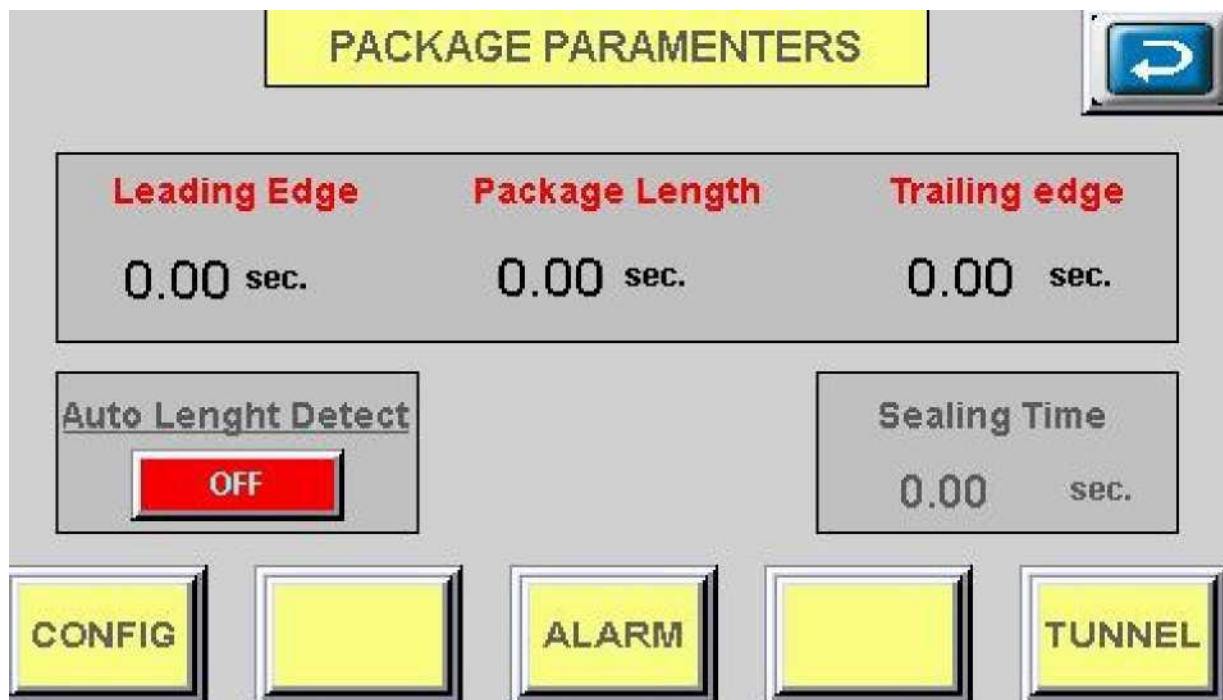 PACKAGE PARAMENTERS
Leading Edge Package Length Trailing edge
0.00 sec. 0.00 sec. 0.00 sec.
Auto Lenght Detect
OFF
Sealing Time
0.00 sec.
CONFIG ALARM TUNNEL